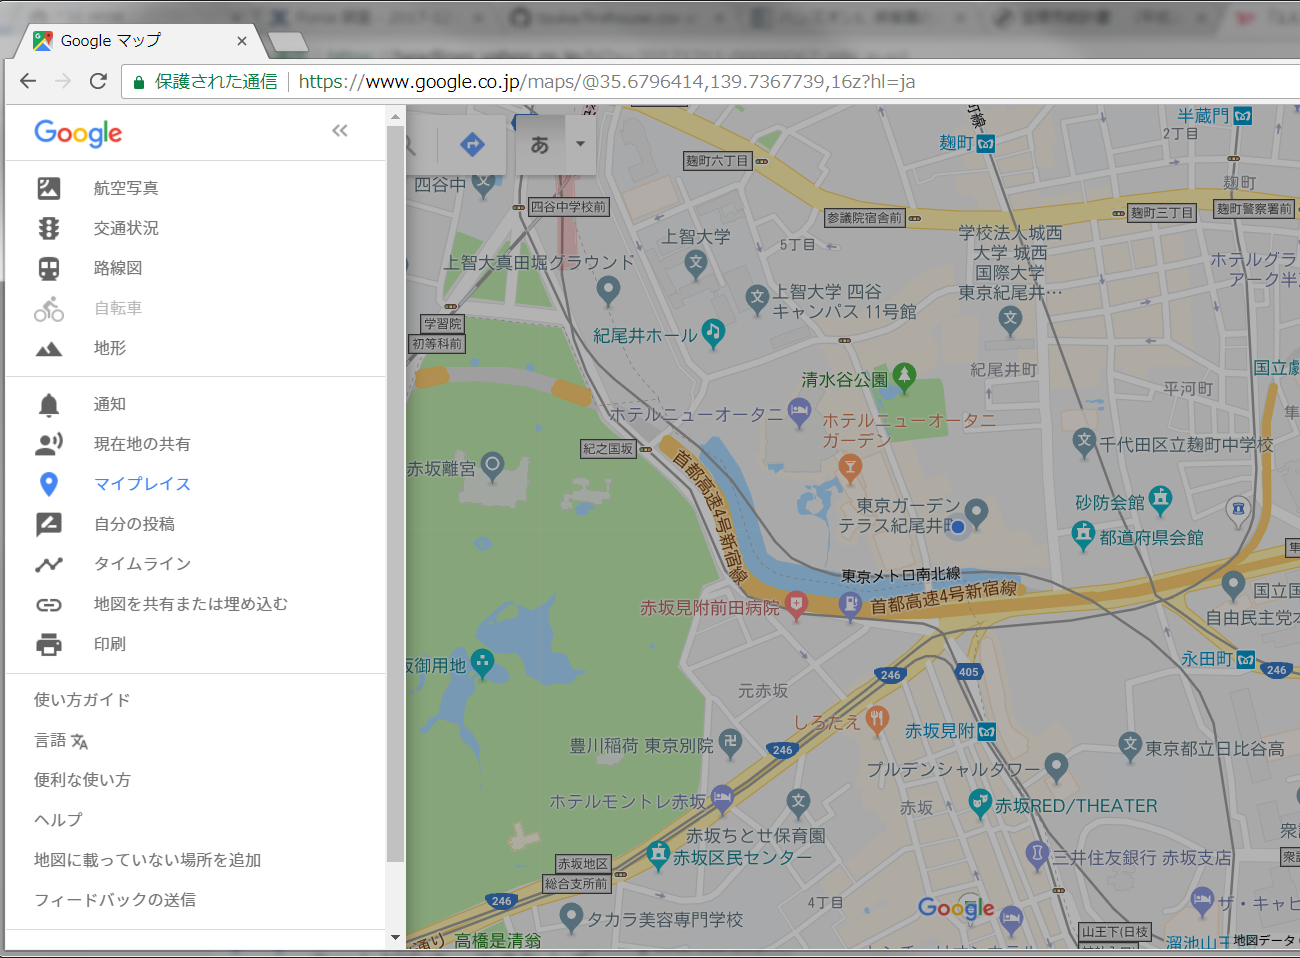 Google マップ
保護された通信
https://www.google.co.jp/maps/@35.6796414,139.7367739,16z?hl=ja
Google
航空写真
交通状況
路線図
自転車
地形
通知
現在地の共有
マイプレイス
自分の投稿
タイムライン
地図を共有または埋め込む
印刷
使い方ガイド
言語
便利な使い方
ヘルプ
地図に載っていない場所を追加
フィードバックの送信
あ
半蔵門
2丁目
麹町
麹町六丁目
四谷中
四谷中学校前
麹町
麹町三丁目
麹町警察署前
参議院宿舎前
上智大学
5丁目
学校法人城西
大学 城西
国際大学
東京紀尾井…
ホテルグラ
アーク半
上智大真田堀グラウンド
上智大学 四谷
キャンパス 11号館
学習院
初等科前
紀尾井ホール
紀尾井町
国立劇
清水谷公園
平河町
ホテルニューオータニ
ホテルニューオータニ
ガーデン
紀之国坂
千代田区立麹町中学校
赤坂離宮
首都高速4号新宿線
東京ガーデン
テラス紀尾井町
砂防会館
都道府県会館
東京メトロ南北線
首都高速4号新宿線
赤坂見附前田病院
国立国
自由民主党本
永田町
246
246
405
坂御用地
元赤坂
しろたえ
赤坂見附
豊川稲荷 東京別院
246
東京都立日比谷高
プルデンシャルタワー
ホテルモントレ赤坂
赤坂
赤坂RED/THEATER
赤坂ちとせ保育園
赤坂区民センター
三井住友銀行 赤坂支店
赤坂地区
総合支所前
246
4丁目
Google
ザ・キャピ
タカラ美容専門学校
高橋是清翁
山王下(日枝
溜池山王
地図データ